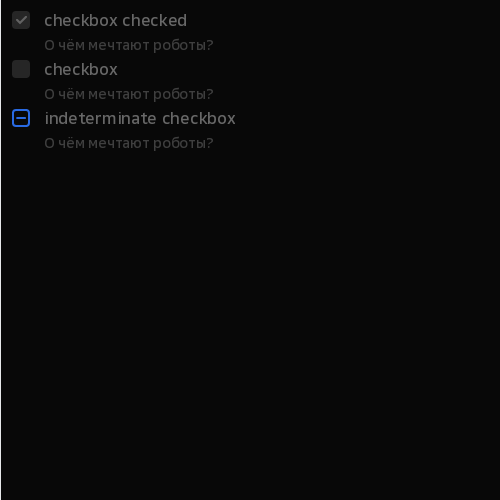 checkbox checked
О чём мечтают роботы?
checkbox
О чём мечтают роботы?
indeterminate checkbox
О чём мечтают роботы?